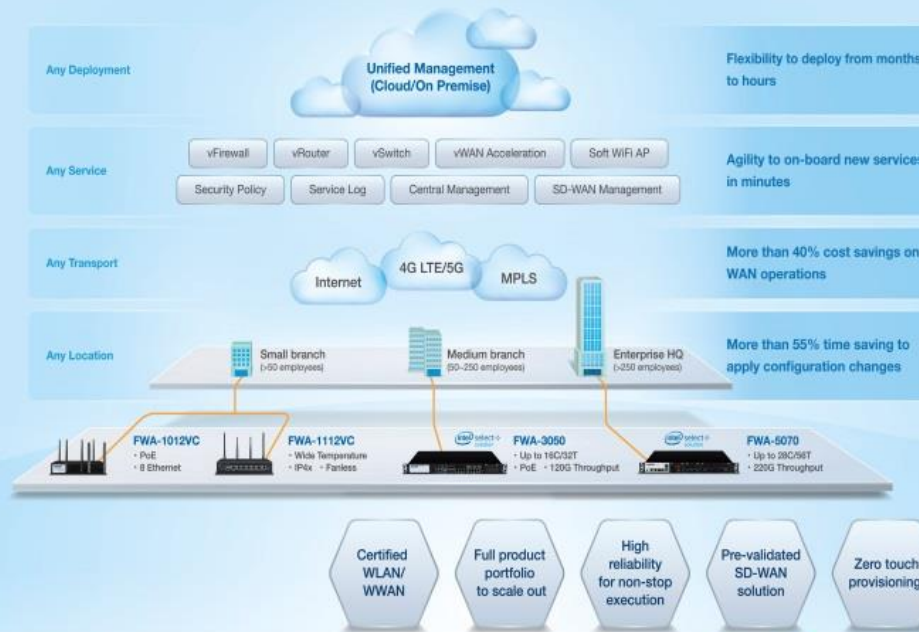 Any Deployment
Unified Management
(Cloud/On Premise)
Flexibility to deploy from months
to hours
Any Service
vFirewall
vRouter
vSwitch
vWAN Acceleration
Soft WiFi AP
Security Policy
Service Log
Central Management
SD-WAN Management
Agility to on-board new services
in minutes
Any Transport
Internet
4G LTE/5G
MPLS
More than 40% cost savings on
WAN operations
Any Location
Small branch
(>50 employees)
Medium branch
(50~250 employees)
Enterprise HQ
(>250 employees)
More than 55% time saving to
apply configuration changes
FWA-1012VC
• PoE
• 8 Ethernet
FWA-1112VC
• Wide Temperature
• IP4x • Fanless
intel select
solution
FWA-3050
• Up to 16C/32T
• PoE • 120G Throughput
intel select
solution
FWA-5070
• Up to 28C/56T
• 220G Throughput
Certified
WLAN/
WWAN
Full product
portfolio
to scale out
High
reliability
for non-stop
execution
Pre-validated
SD-WAN
solution
Zero touch
provisioning